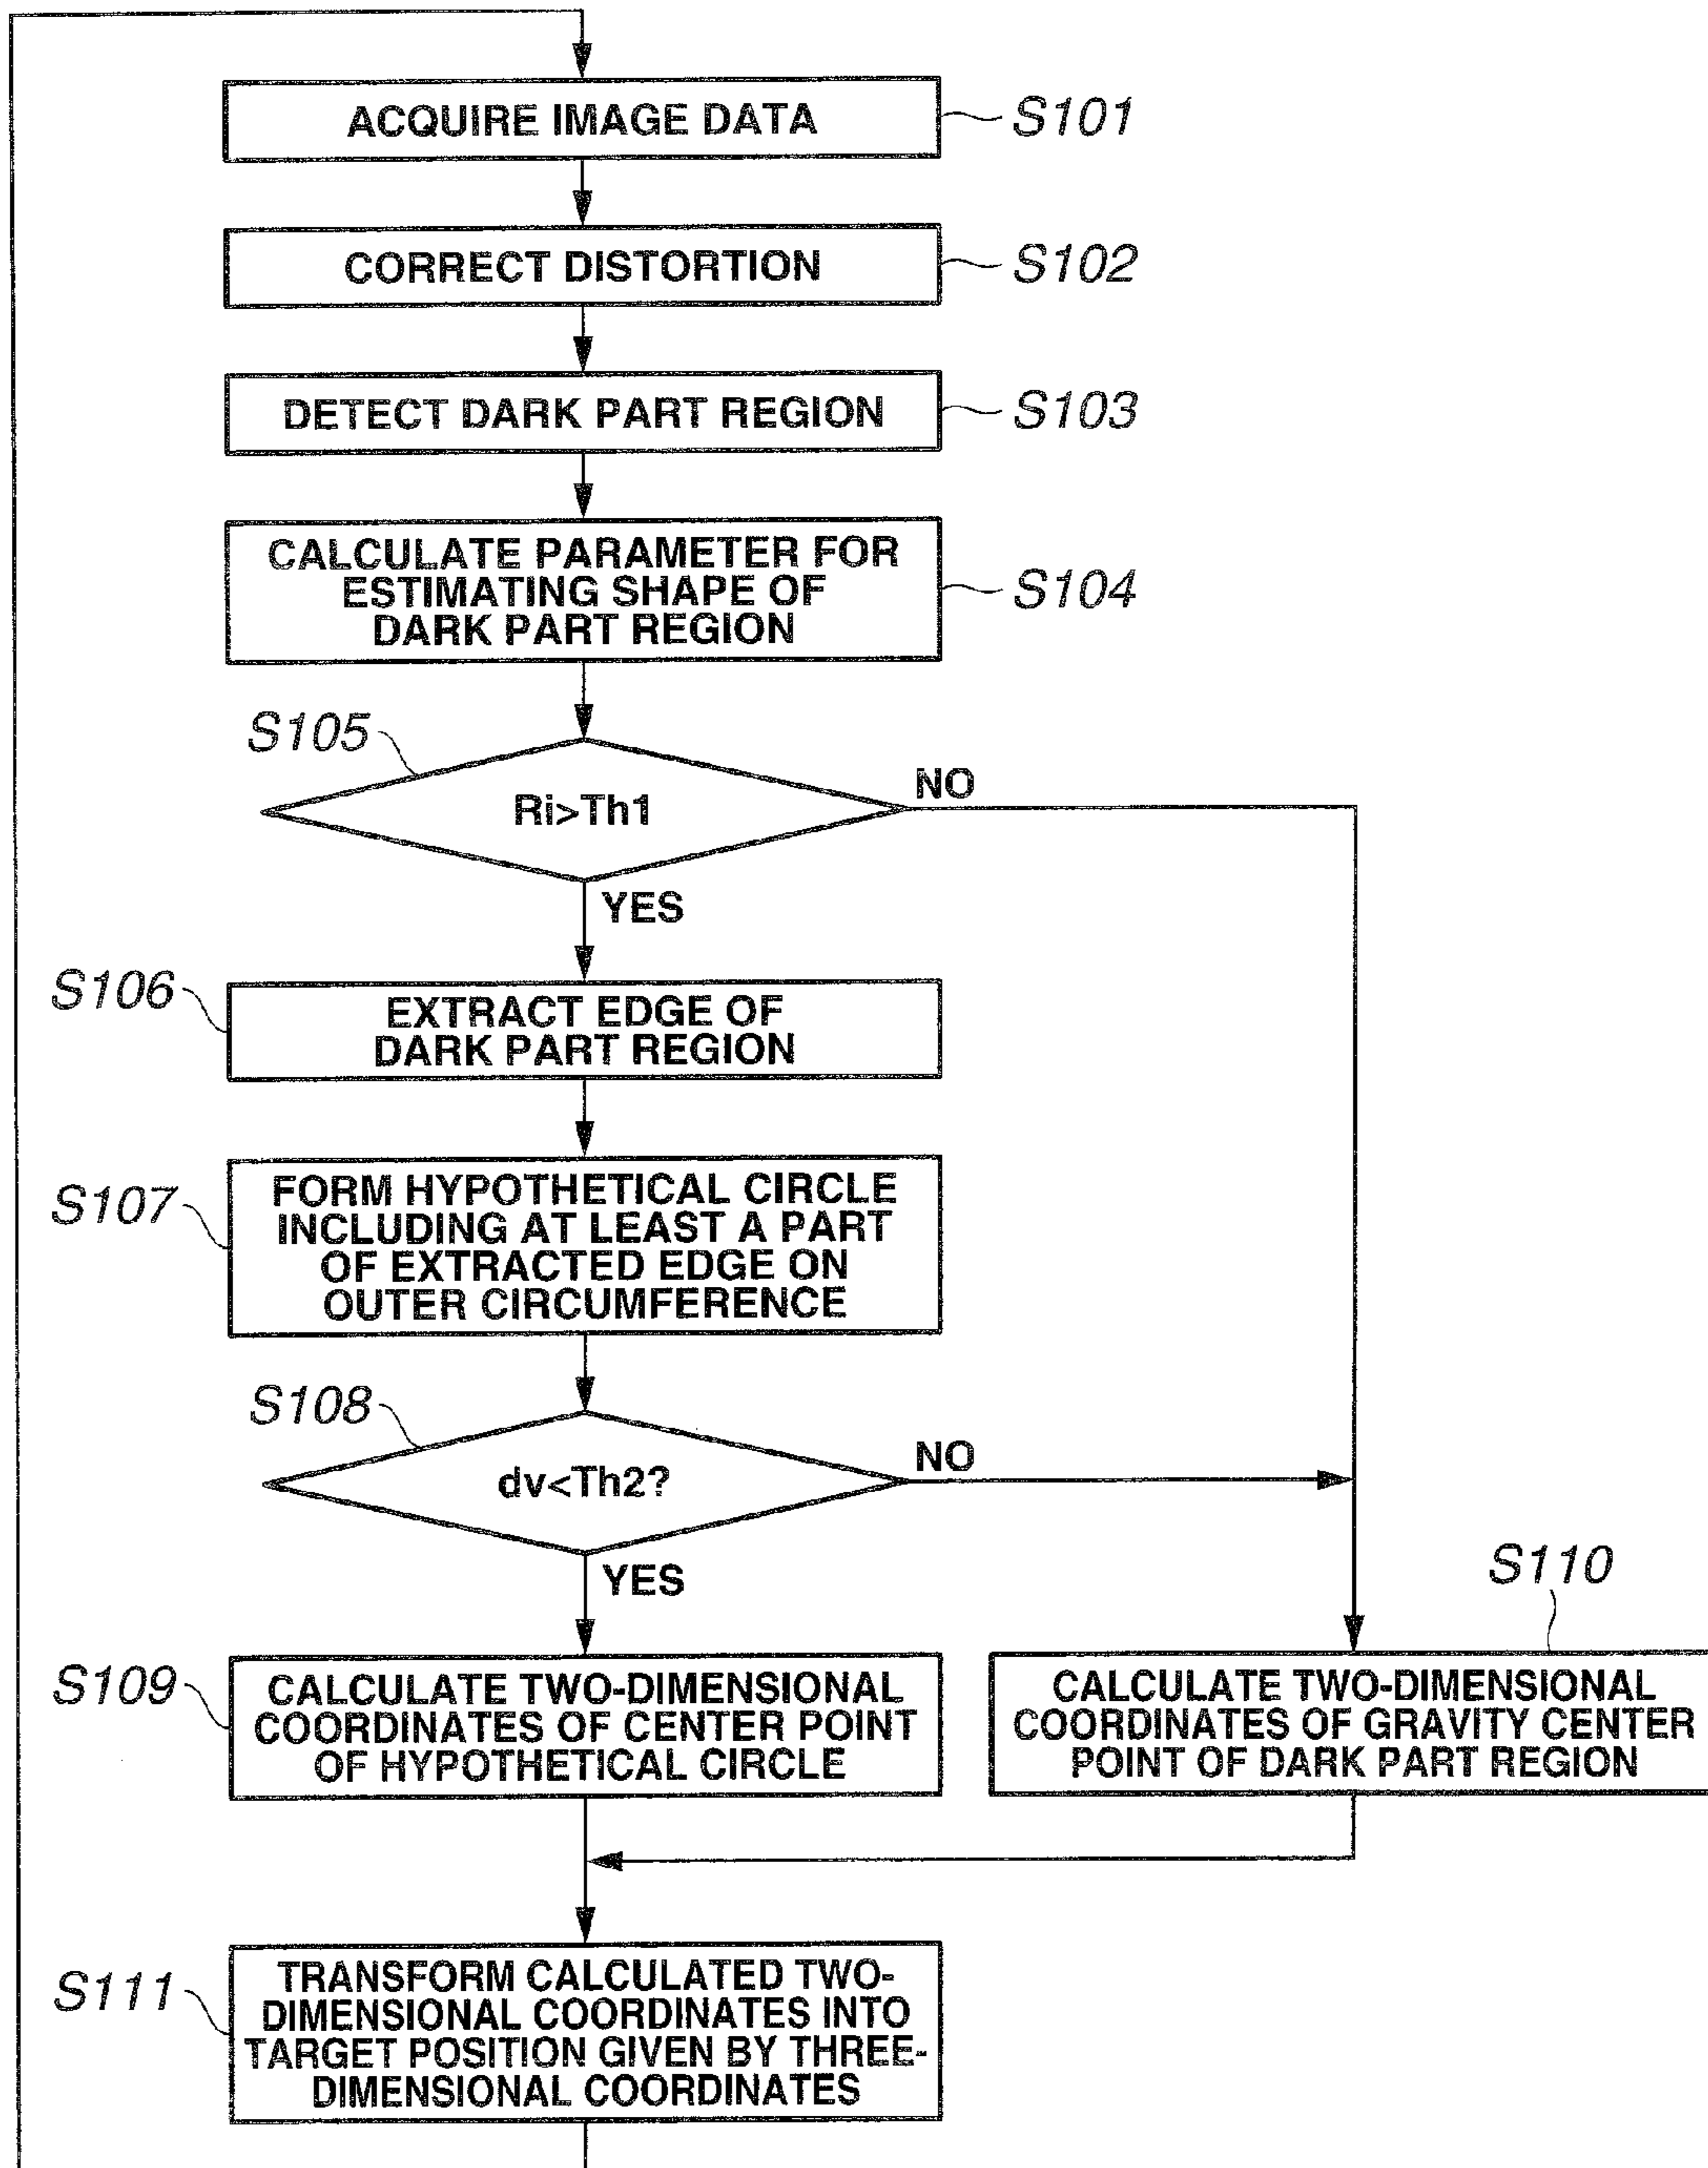 ACQUIRE IMAGE DATA
S101
CORRECT DISTORTION
S102
DETECT DARK PART REGION
S103
CALCULATE PARAMETER FOR
ESTIMATING SHAPE OF
DARK PART REGION
S104
S105
Ri>Th1
NO
YES
S106
EXTRACT EDGE OF
DARK PART REGION
S107
FORM HYPOTHETICAL CIRCLE
INCLUDING AT LEAST A PART
OF EXTRACTED EDGE ON
OUTER CIRCUMFERENCE
S108
dv<Th2?
NO
YES
S109
CALCULATE TWO-DIMENSIONAL
COORDINATES OF CENTER POINT
OF HYPOTHETICAL CIRCLE
S110
CALCULATE TWO-DIMENSIONAL
COORDINATES OF GRAVITY CENTER
POINT OF DARK PART REGION
S111
TRANSFORM CALCULATED TWO-
DIMENSIONAL COORDINATES INTO
TARGET POSITION GIVEN BY THREE-
DIMENSIONAL COORDINATES